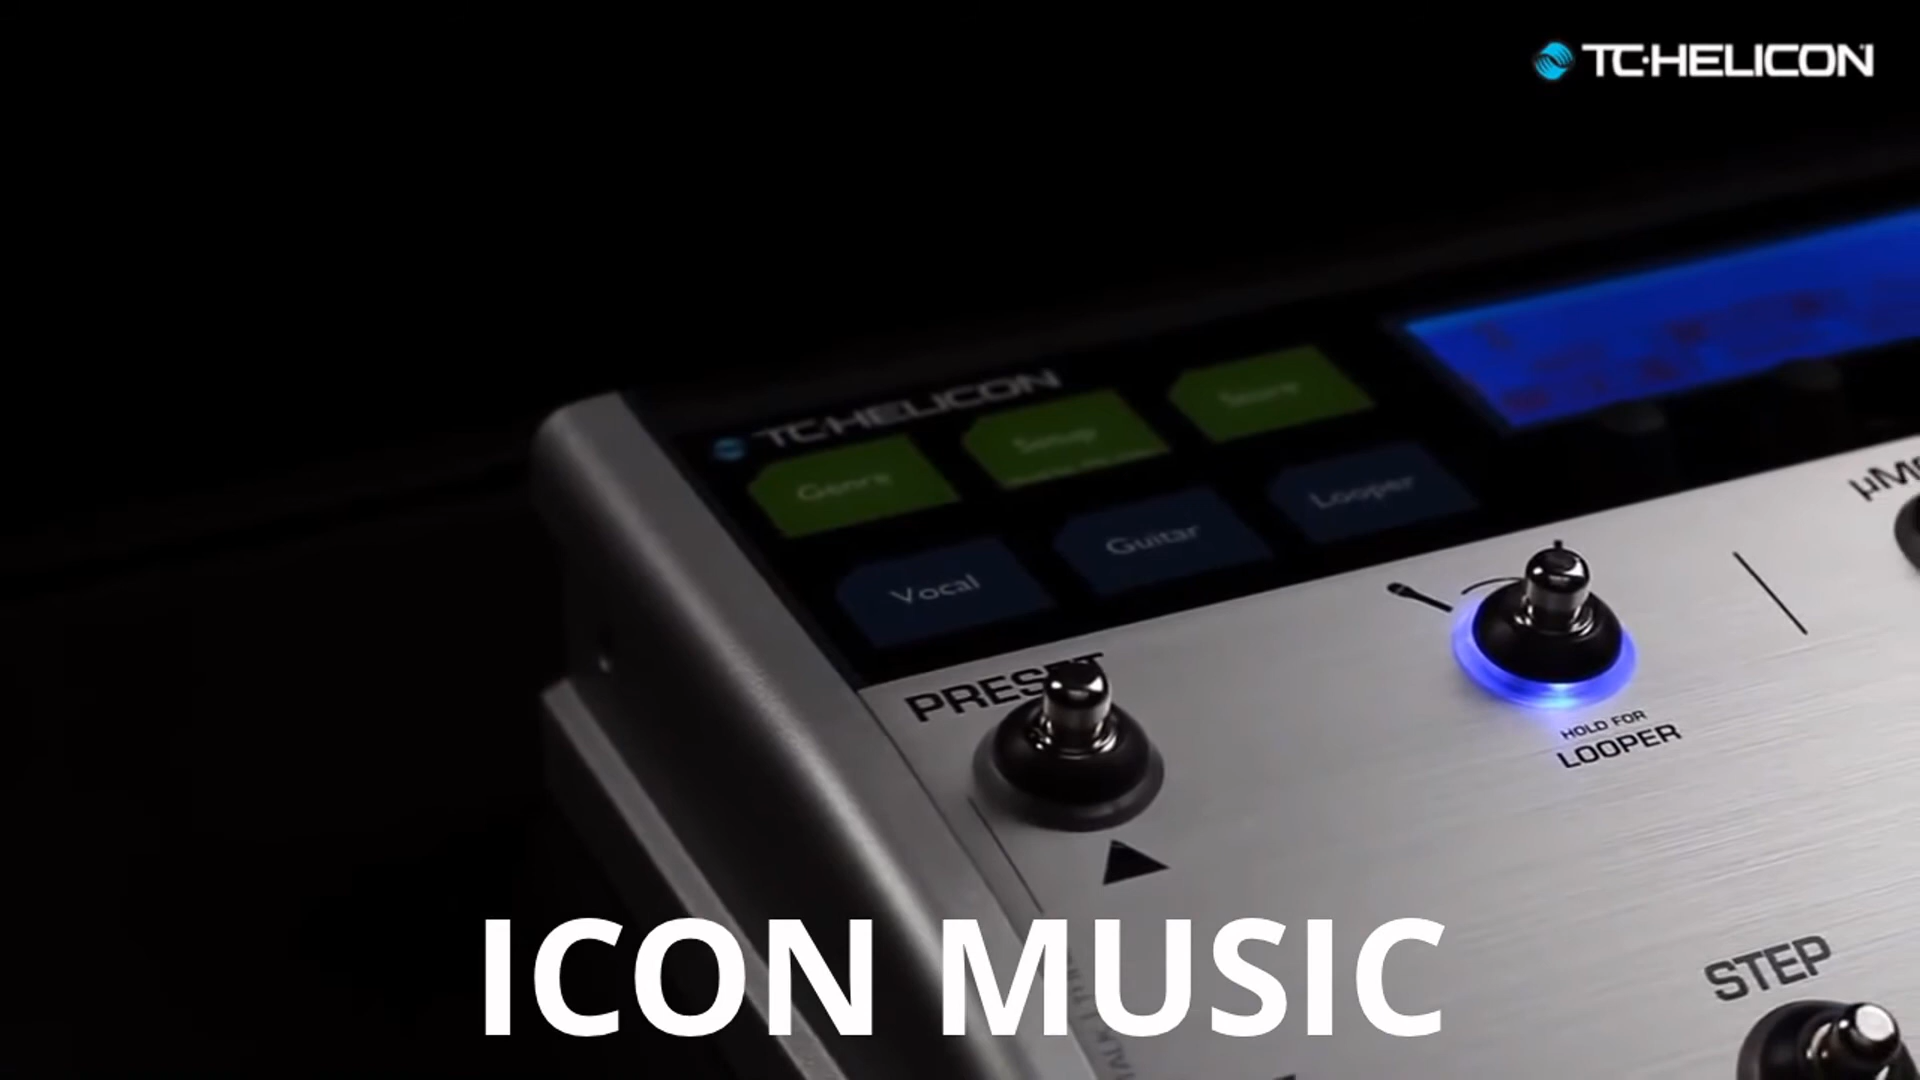 TC·HELICON
TC·HELICON
Genre
Setup
Store
Vocal
Guitar
Looper
PRESET
HOLD FOR
LOOPER
STEP
ICON MUSIC